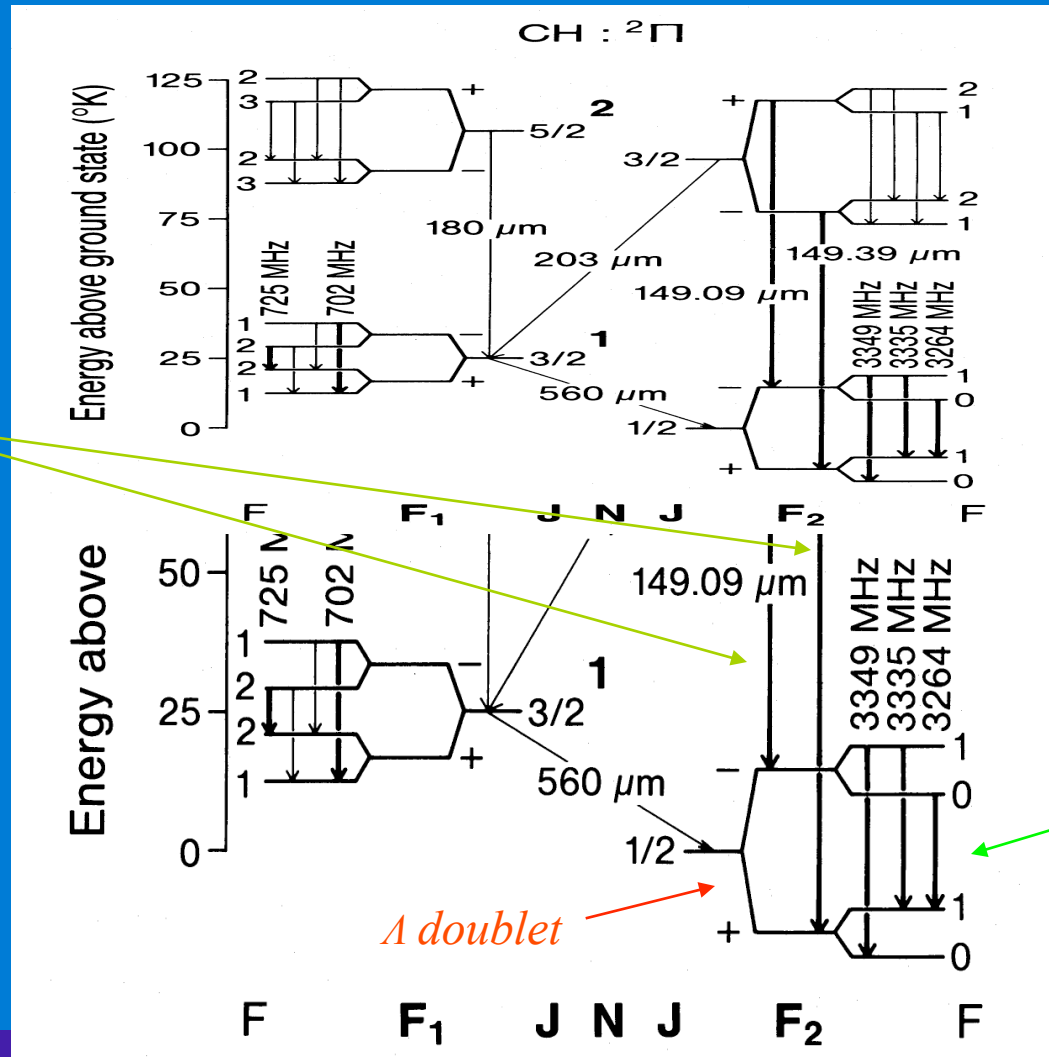 CH : ²Π
Energy above ground state (°K)
125
100
75
50
25
0
2
3
2
3
+
−
5/2
2
180 μm
725 MHz
702 MHz
1
2
2
1
−
+
3/2
1
203 μm
560 μm
3/2
+
−
2
1
2
1
149.09 μm
149.39 μm
3349 MHz
3335 MHz
3264 MHz
1/2
−
+
1
0
1
0
F F₁ J N J F₂ F
Energy above
50
25
0
725 M
702 M
1
2
2
1
−
+
3/2
1
560 μm
149.09 μm
3349 MHz
3335 MHz
3264 MHz
1/2
−
+
1
0
1
0
Λ doublet
F F₁ J N J F₂ F